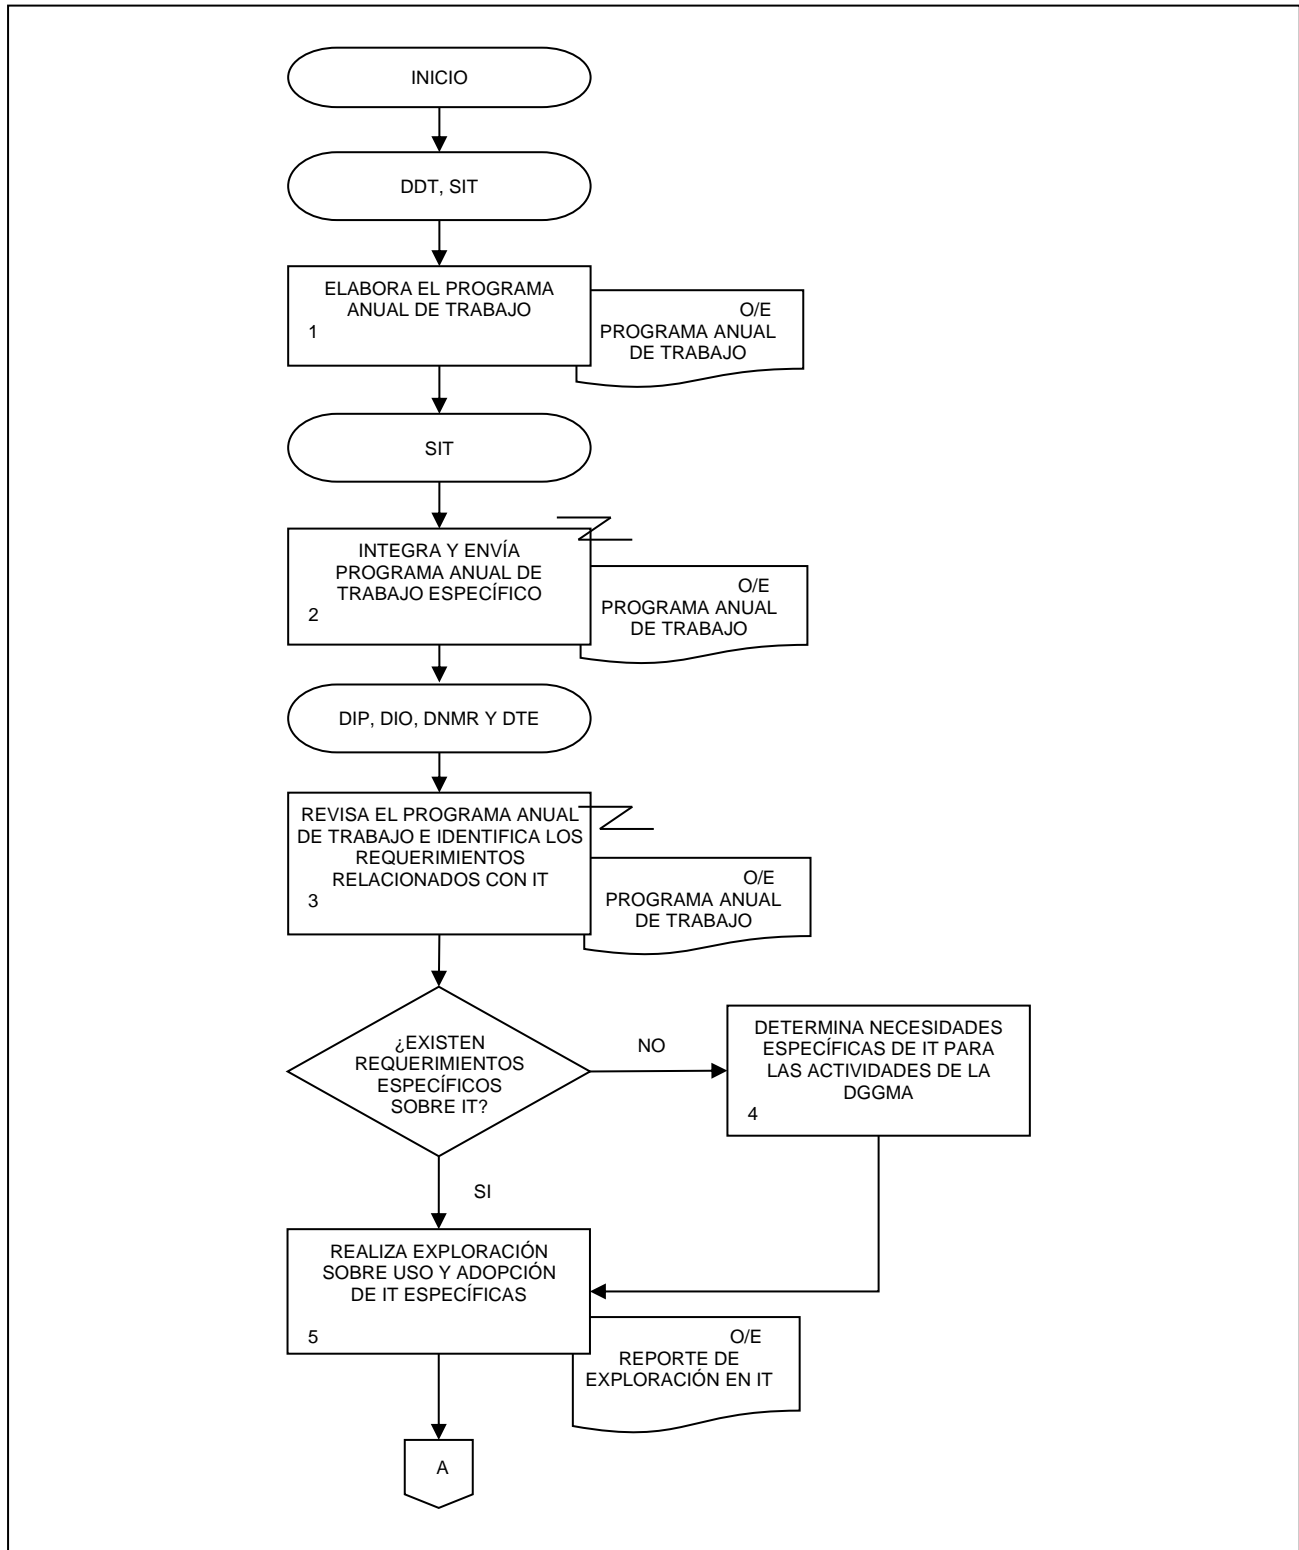 INICIO
DDT, SIT
ELABORA EL PROGRAMA
ANUAL DE TRABAJO
1
O/E
PROGRAMA ANUAL
DE TRABAJO
SIT
INTEGRA Y ENVÍA
PROGRAMA ANUAL DE
TRABAJO ESPECÍFICO
2
O/E
PROGRAMA ANUAL
DE TRABAJO
DIP, DIO, DNMR Y DTE
REVISA EL PROGRAMA ANUAL
DE TRABAJO E IDENTIFICA LOS
REQUERIMIENTOS
RELACIONADOS CON IT
3
O/E
PROGRAMA ANUAL
DE TRABAJO
¿EXISTEN
REQUERIMIENTOS
ESPECÍFICOS
SOBRE IT?
NO
DETERMINA NECESIDADES
ESPECÍFICAS DE IT PARA
LAS ACTIVIDADES DE LA
DGGMA
4
SI
REALIZA EXPLORACIÓN
SOBRE USO Y ADOPCIÓN
DE IT ESPECÍFICAS
5
O/E
REPORTE DE
EXPLORACIÓN EN IT
A